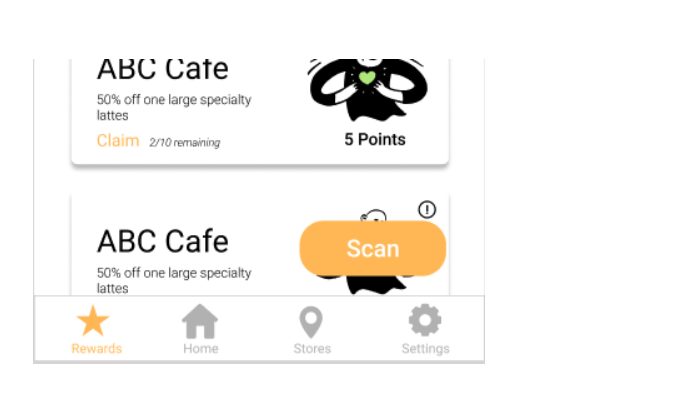 ABC Cafe
50% off one large specialty
lattes
Claim 2/10 remaining
5 Points
ABC Cafe
Scan
50% off one large specialty
lattes
Rewards Home Stores Settings